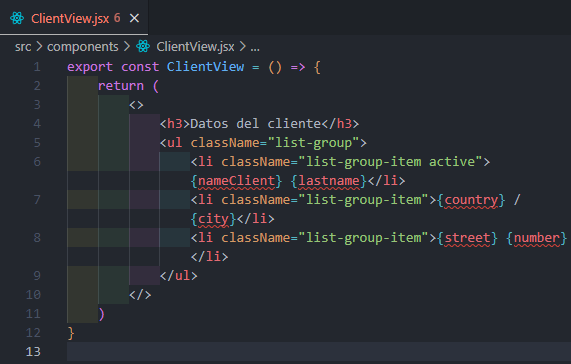 ClientView.jsx 6 ×
src > components > ClientView.jsx > ...
1 export const ClientView = () => {
2 return (
3 <>
4 <h3>Datos del cliente</h3>
5 <ul className="list-group">
6 <li className="list-group-item active">
{nameClient} {lastname}</li>
7 <li className="list-group-item">{country} /
{city}</li>
8 <li className="list-group-item">{street} {number}
</li>
9 </ul>
10 </>
11 )
12 }
13